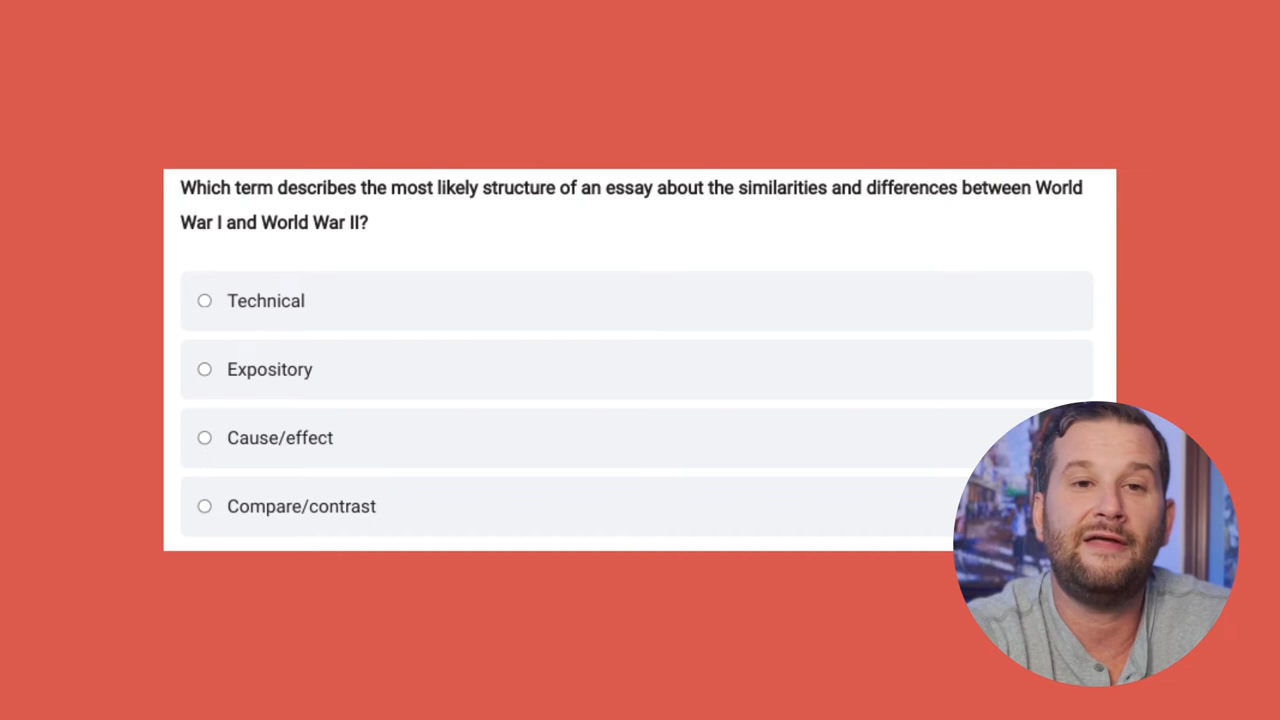 Which term describes the most likely structure of an essay about the similarities and differences between World
War I and World War II?
Technical
Expository
Cause/effect
Compare/contrast